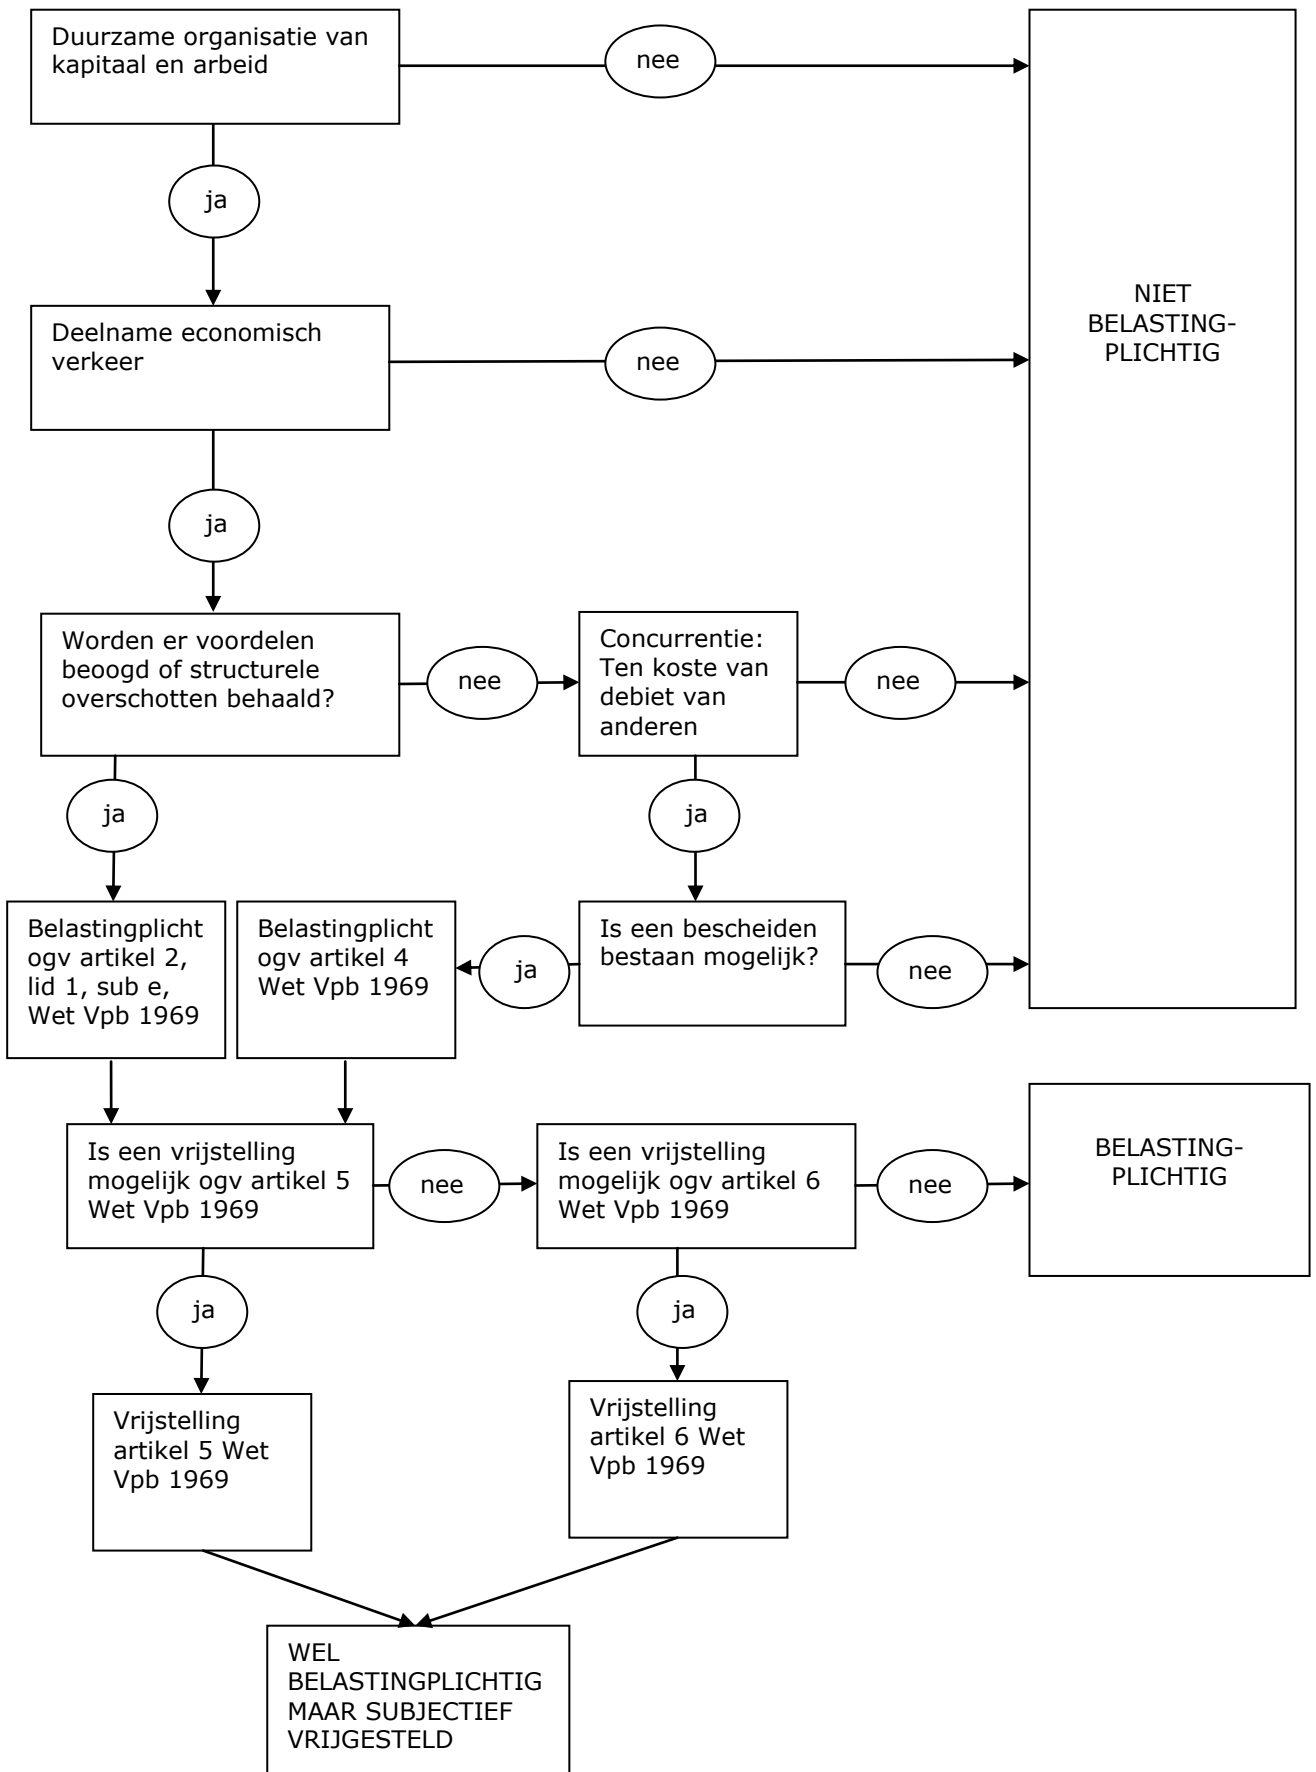 Duurzame organisatie van
kapitaal en arbeid
nee
ja
NIET
BELASTING-
PLICHTIG
Deelname economisch
verkeer
nee
ja
Worden er voordelen
beoogd of structurele
overschotten behaald?
nee
Concurrentie:
Ten koste van
debiet van
anderen
nee
ja
ja
Belastingplicht
ogv artikel 2,
lid 1, sub e,
Wet Vpb 1969
Belastingplicht
ogv artikel 4
Wet Vpb 1969
ja
Is een bescheiden
bestaan mogelijk?
nee
Is een vrijstelling
mogelijk ogv artikel 5
Wet Vpb 1969
nee
Is een vrijstelling
mogelijk ogv artikel 6
Wet Vpb 1969
nee
BELASTING-
PLICHTIG
ja
ja
Vrijstelling
artikel 5 Wet
Vpb 1969
Vrijstelling
artikel 6 Wet
Vpb 1969
WEL
BELASTINGPLICHTIG
MAAR SUBJECTIEF
VRIJGESTELD